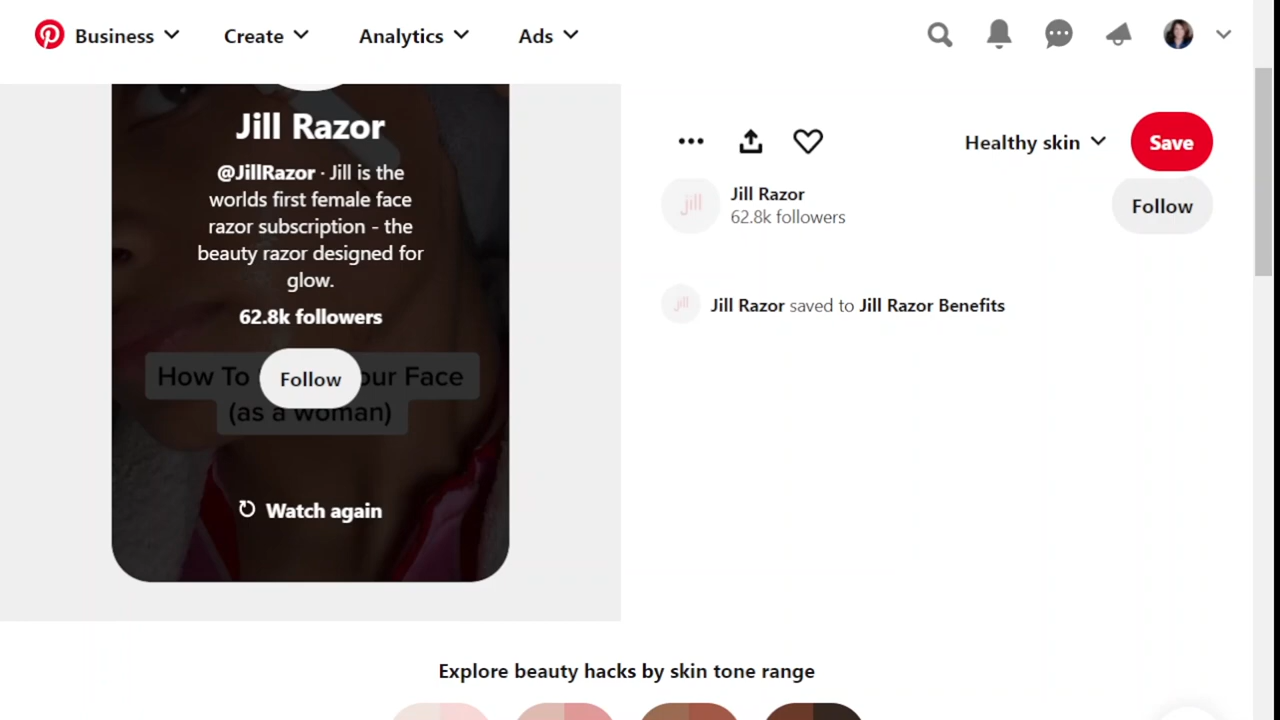 Business Create Analytics Ads
Jill Razor
@JillRazor · Jill is the
worlds first female face
razor subscription - the
beauty razor designed for
glow.
62.8k followers
Follow
How To our Face
(as a woman)
Watch again
Healthy skin Save
jill
Jill Razor
62.8k followers
Follow
jill
Jill Razor saved to Jill Razor Benefits
Explore beauty hacks by skin tone range